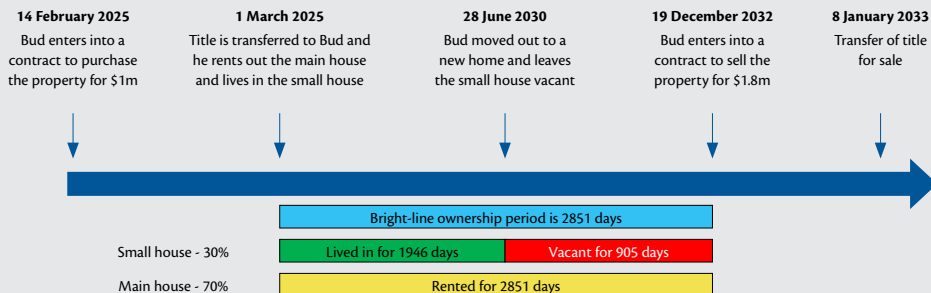 14 February 2025
Bud enters into a
contract to purchase
the property for $1m
1 March 2025
Title is transferred to Bud and
he rents out the main house
and lives in the small house
28 June 2030
Bud moved out to a
new home and leaves
the small house vacant
19 December 2032
Bud enters into a
contract to sell the
property for $1.8m
8 January 2033
Transfer of title
for sale
Bright-line ownership period is 2851 days
Small house - 30%
Lived in for 1946 days
Vacant for 905 days
Main house - 70%
Rented for 2851 days